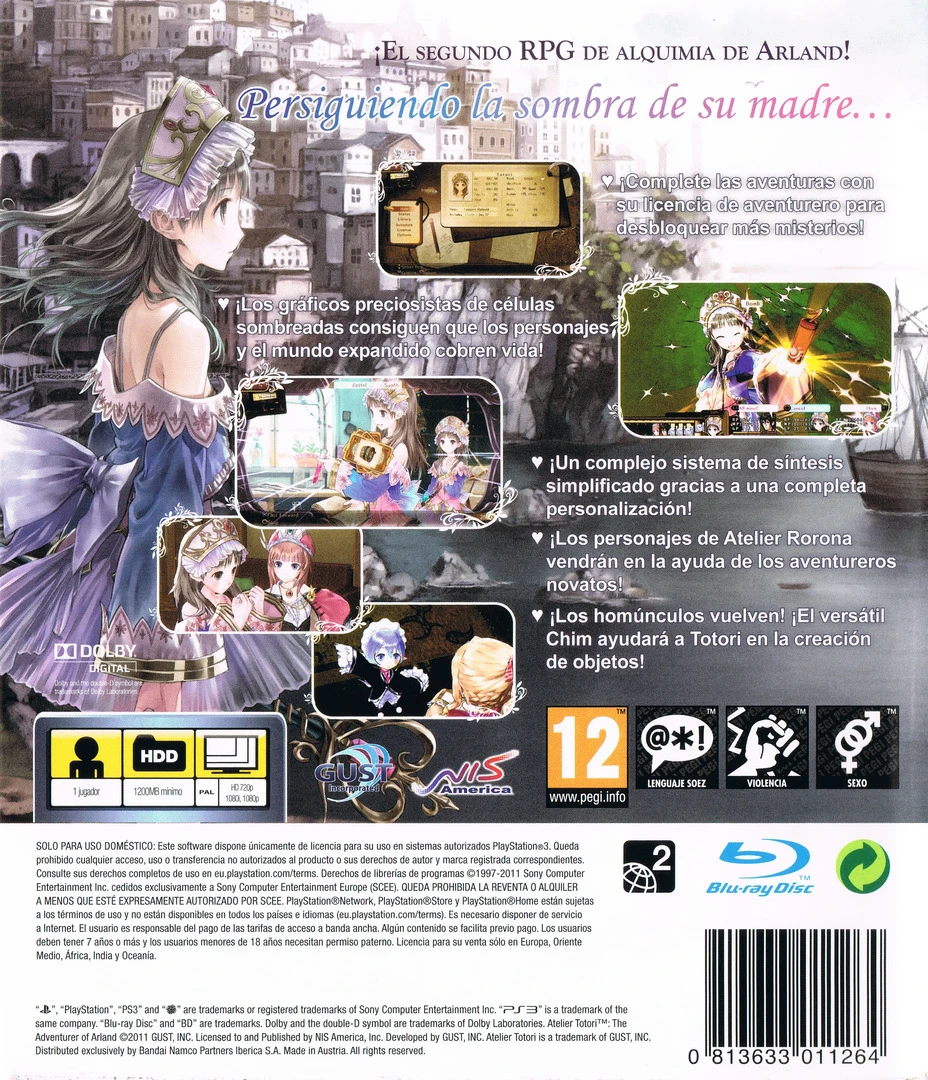 ¡El segundo RPG de alquimia de Arland!
Persiguiendo la sombra de su madre...
♥ ¡Complete las aventuras con
su licencia de aventurero para
desbloquear más misterios!
♥ ¡Los gráficos preciosistas de células
sombreadas consiguen que los personajes
y el mundo expandido cobren vida!
Totori
Bomb
Cancel
Item
♥ ¡Un complejo sistema de síntesis
simplificado gracias a una completa
personalización!
♥ ¡Los personajes de Atelier Rorona
vendrán en la ayuda de los aventureros
novatos!
♥ ¡Los homúnculos vuelven! ¡El versátil
Chim ayudará a Totori en la creación
de objetos!
DOLBY
DIGITAL
Dolby and the double-D symbol are
trademarks of Dolby Laboratories.
HDD
1 jugador
1200MB mínimo
PAL
HD 720p
1080i, 1080p
GUST
Incorporated
NIS
America
12
www.pegi.info
@*!
LENGUAJE SOEZ
VIOLENCIA
SEXO
SOLO PARA USO DOMÉSTICO: Este software dispone únicamente de licencia para su uso en sistemas autorizados PlayStation®3. Queda
prohibido cualquier acceso, uso o transferencia no autorizados al producto o sus derechos de autor y marca registrada correspondientes.
Consulte sus derechos completos de uso en eu.playstation.com/terms. Derechos de librerías de programas ©1997-2011 Sony Computer
Entertainment Inc. cedidos exclusivamente a Sony Computer Entertainment Europe (SCEE). QUEDA PROHIBIDA LA REVENTA O ALQUILER
A MENOS QUE ESTÉ EXPRESAMENTE AUTORIZADO POR SCEE. PlayStation®Network, PlayStation®Store y PlayStation®Home están sujetas
a los términos de uso y no están disponibles en todos los países e idiomas (eu.playstation.com/terms). Es necesario disponer de servicio
a Internet. El usuario es responsable del pago de las tarifas de acceso a banda ancha. Algún contenido se facilita previo pago. Los usuarios
deben tener 7 años o más y los usuarios menores de 18 años necesitan permiso paterno. Licencia para su venta sólo en Europa, Oriente
Medio, África, India y Oceanía.
2
Blu-ray Disc™
"", "PlayStation", "PS3" and "" are trademarks or registered trademarks of Sony Computer Entertainment Inc. "PS3" is a trademark of the
same company. "Blu-ray Disc" and "BD" are trademarks. Dolby and the double-D symbol are trademarks of Dolby Laboratories. Atelier Totori™: The
Adventurer of Arland ©2011 GUST, INC. Licensed to and Published by NIS America, Inc. Developed by GUST, INC. Atelier Totori is a trademark of GUST, INC.
Distributed exclusively by Bandai Namco Partners Iberica S.A. Made in Austria. All rights reserved.
0 813633 011264